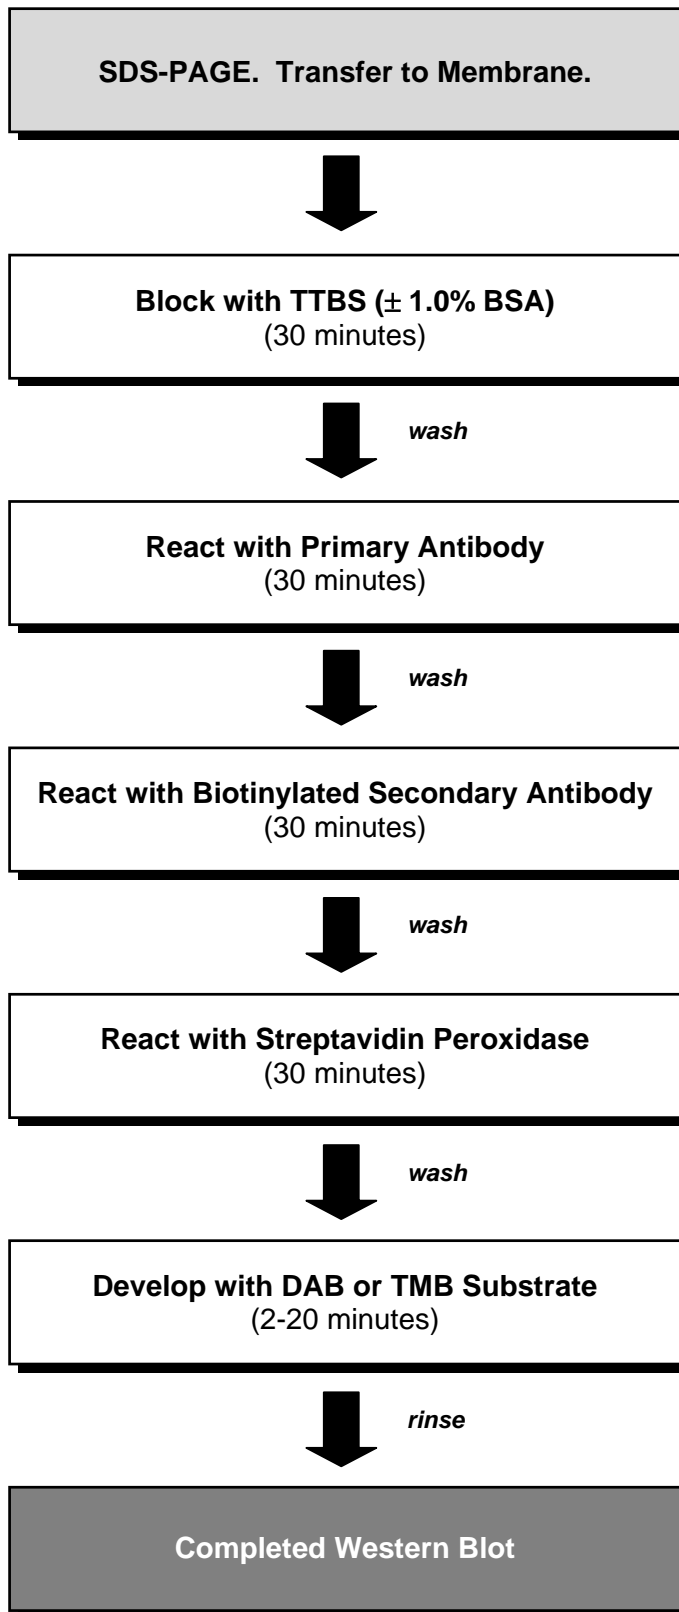 SDS-PAGE.  Transfer to Membrane.
Block with TTBS (± 1.0% BSA)
(30 minutes)
wash
React with Primary Antibody
(30 minutes)
wash
React with Biotinylated Secondary Antibody
(30 minutes)
wash
React with Streptavidin Peroxidase
(30 minutes)
wash
Develop with DAB or TMB Substrate
(2-20 minutes)
rinse
Completed Western Blot